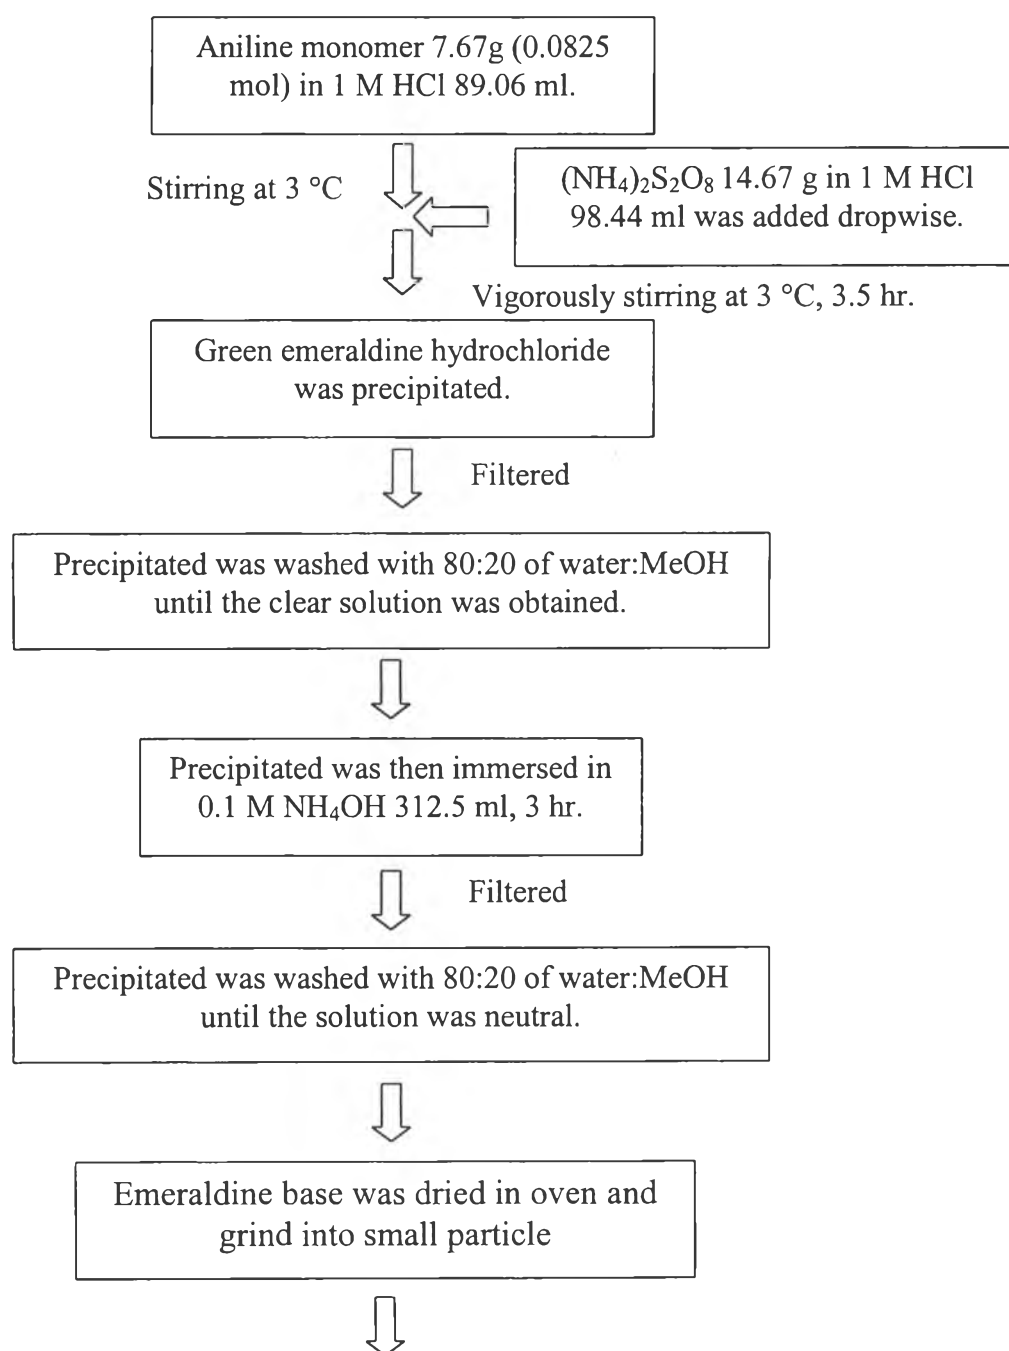 Aniline monomer 7.67g (0.0825
mol) in 1 M HCl 89.06 ml.
Stirring at 3 °C
(NH₄)₂S₂O₈ 14.67 g in 1 M HCl
98.44 ml was added dropwise.
Vigorously stirring at 3 °C, 3.5 hr.
Green emeraldine hydrochloride
was precipitated.
Filtered
Precipitated was washed with 80:20 of water:MeOH
until the clear solution was obtained.
Precipitated was then immersed in
0.1 M NH₄OH 312.5 ml, 3 hr.
Filtered
Precipitated was washed with 80:20 of water:MeOH
until the solution was neutral.
Emeraldine base was dried in oven and
grind into small particle